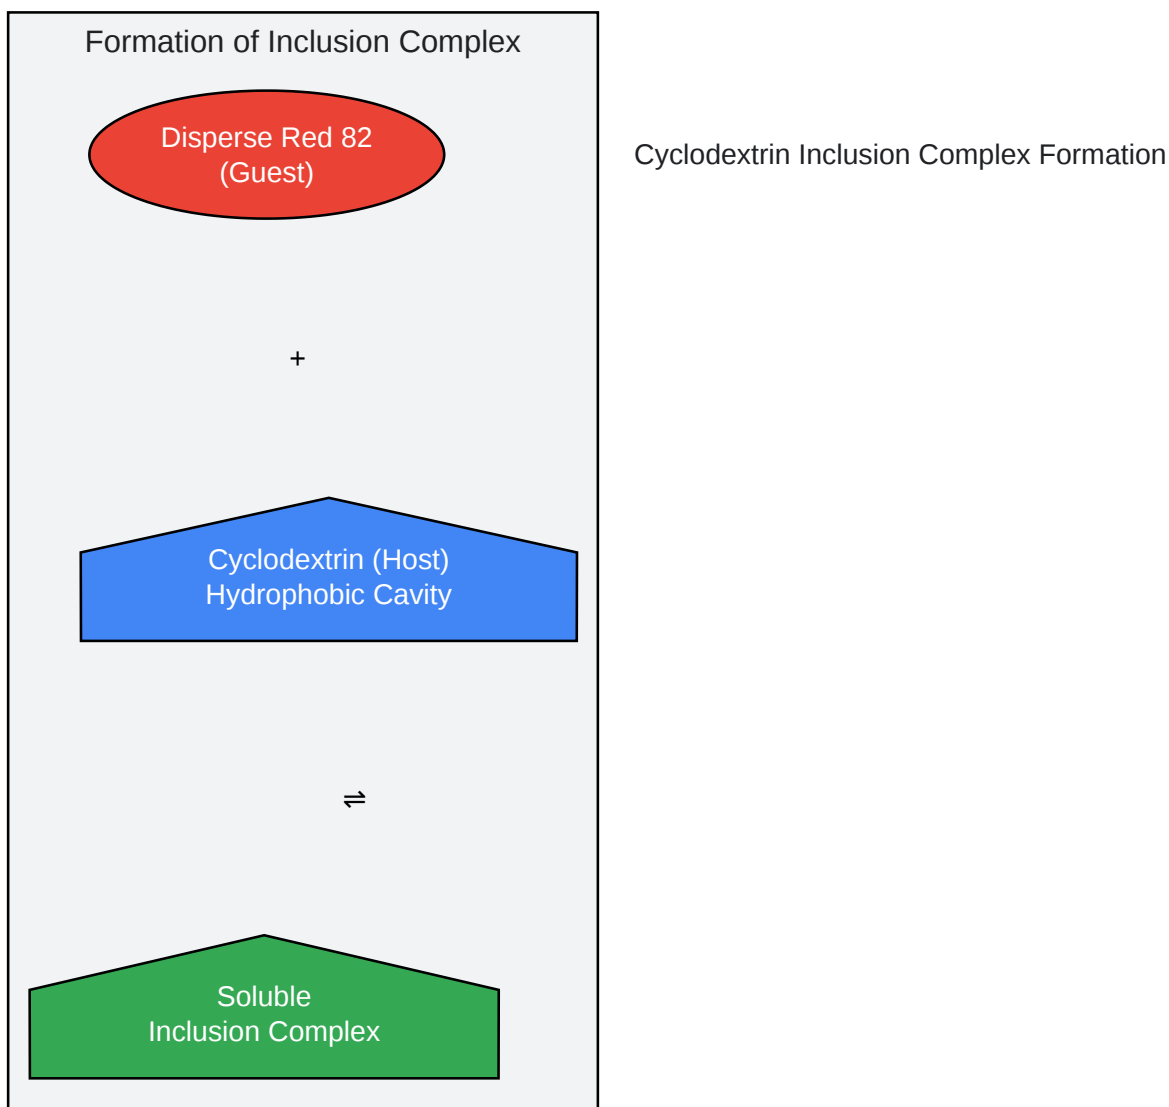 Formation of Inclusion Complex
Disperse Red 82
(Guest)
Cyclodextrin Inclusion Complex Formation
+
Cyclodextrin (Host)
Hydrophobic Cavity
⇌
Soluble
Inclusion Complex